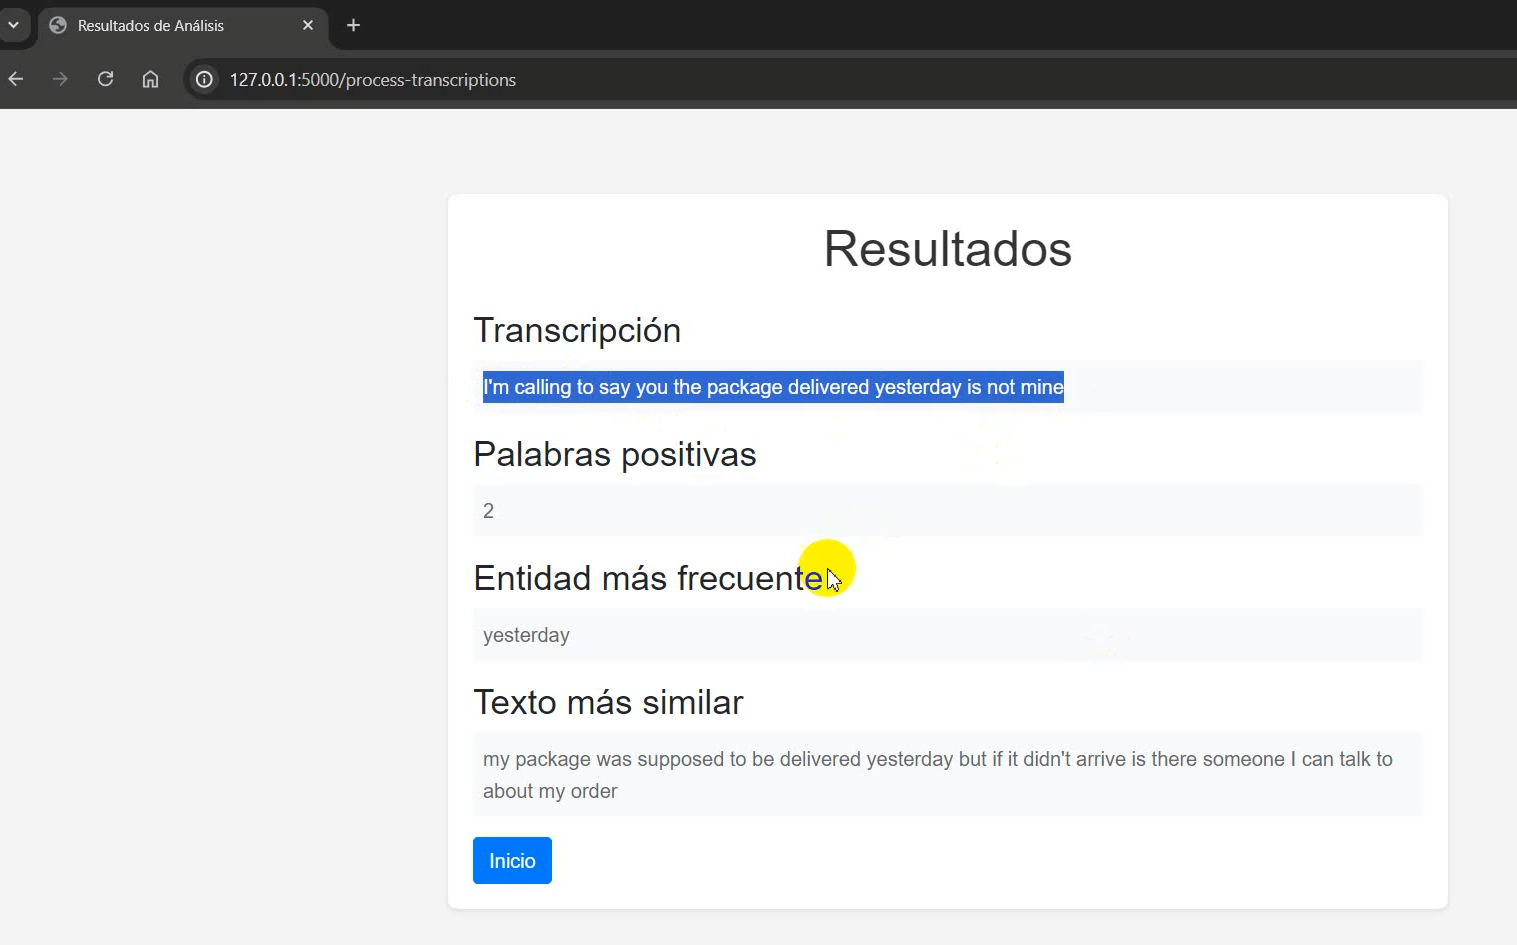 Resultados de Análisis
127.0.0.1:5000/process-transcriptions
Resultados
Transcripción
I'm calling to say you the package delivered yesterday is not mine
Palabras positivas
2
Entidad más frecuente
yesterday
Texto más similar
my package was supposed to be delivered yesterday but if it didn't arrive is there someone I can talk to
about my order
Inicio